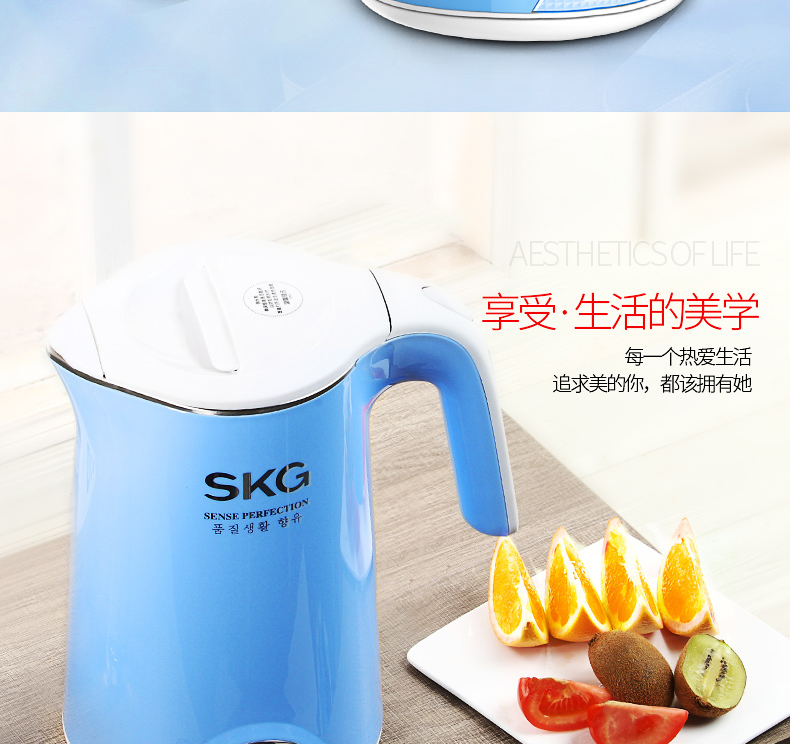 AESTHETICS OF LIFE
享受·生活的美学
每一个热爱生活
追求美的你，都该拥有她
SKG
SENSE PERFECTION
품질생활 향유